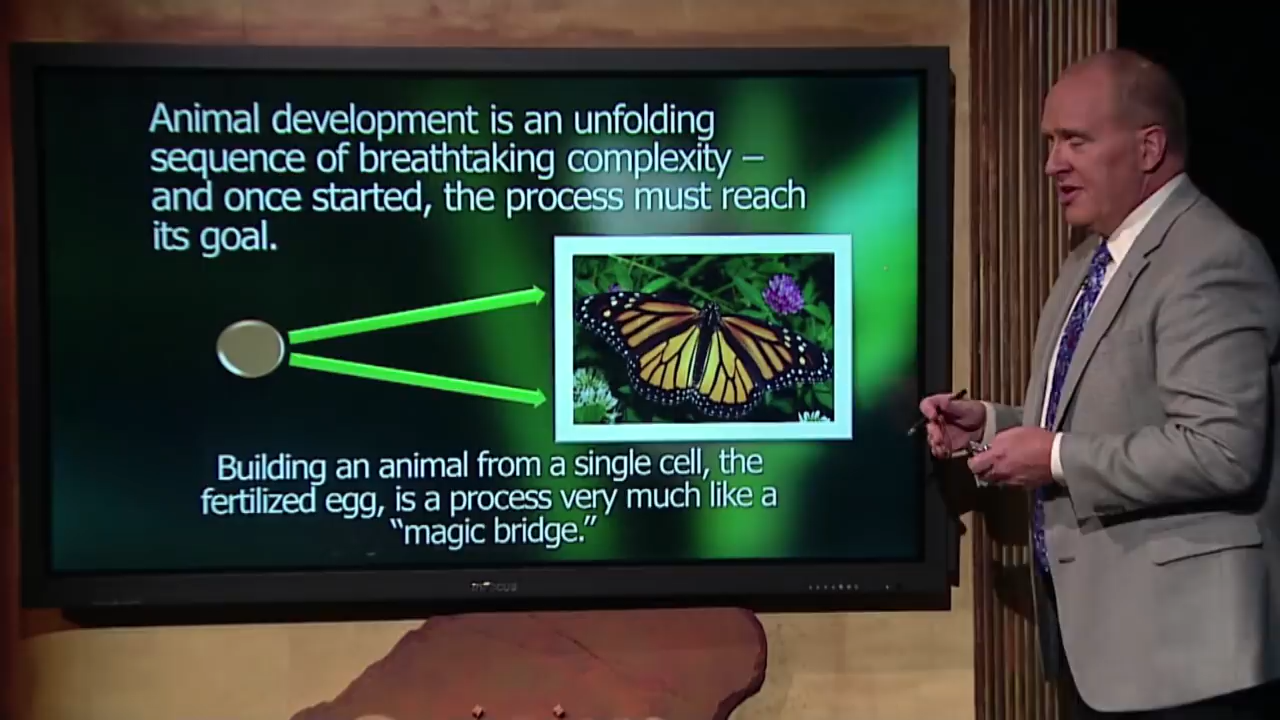 Animal development is an unfolding
sequence of breathtaking complexity –
and once started, the process must reach
its goal.
Building an animal from a single cell, the
fertilized egg, is a process very much like a
“magic bridge.”
InFocus